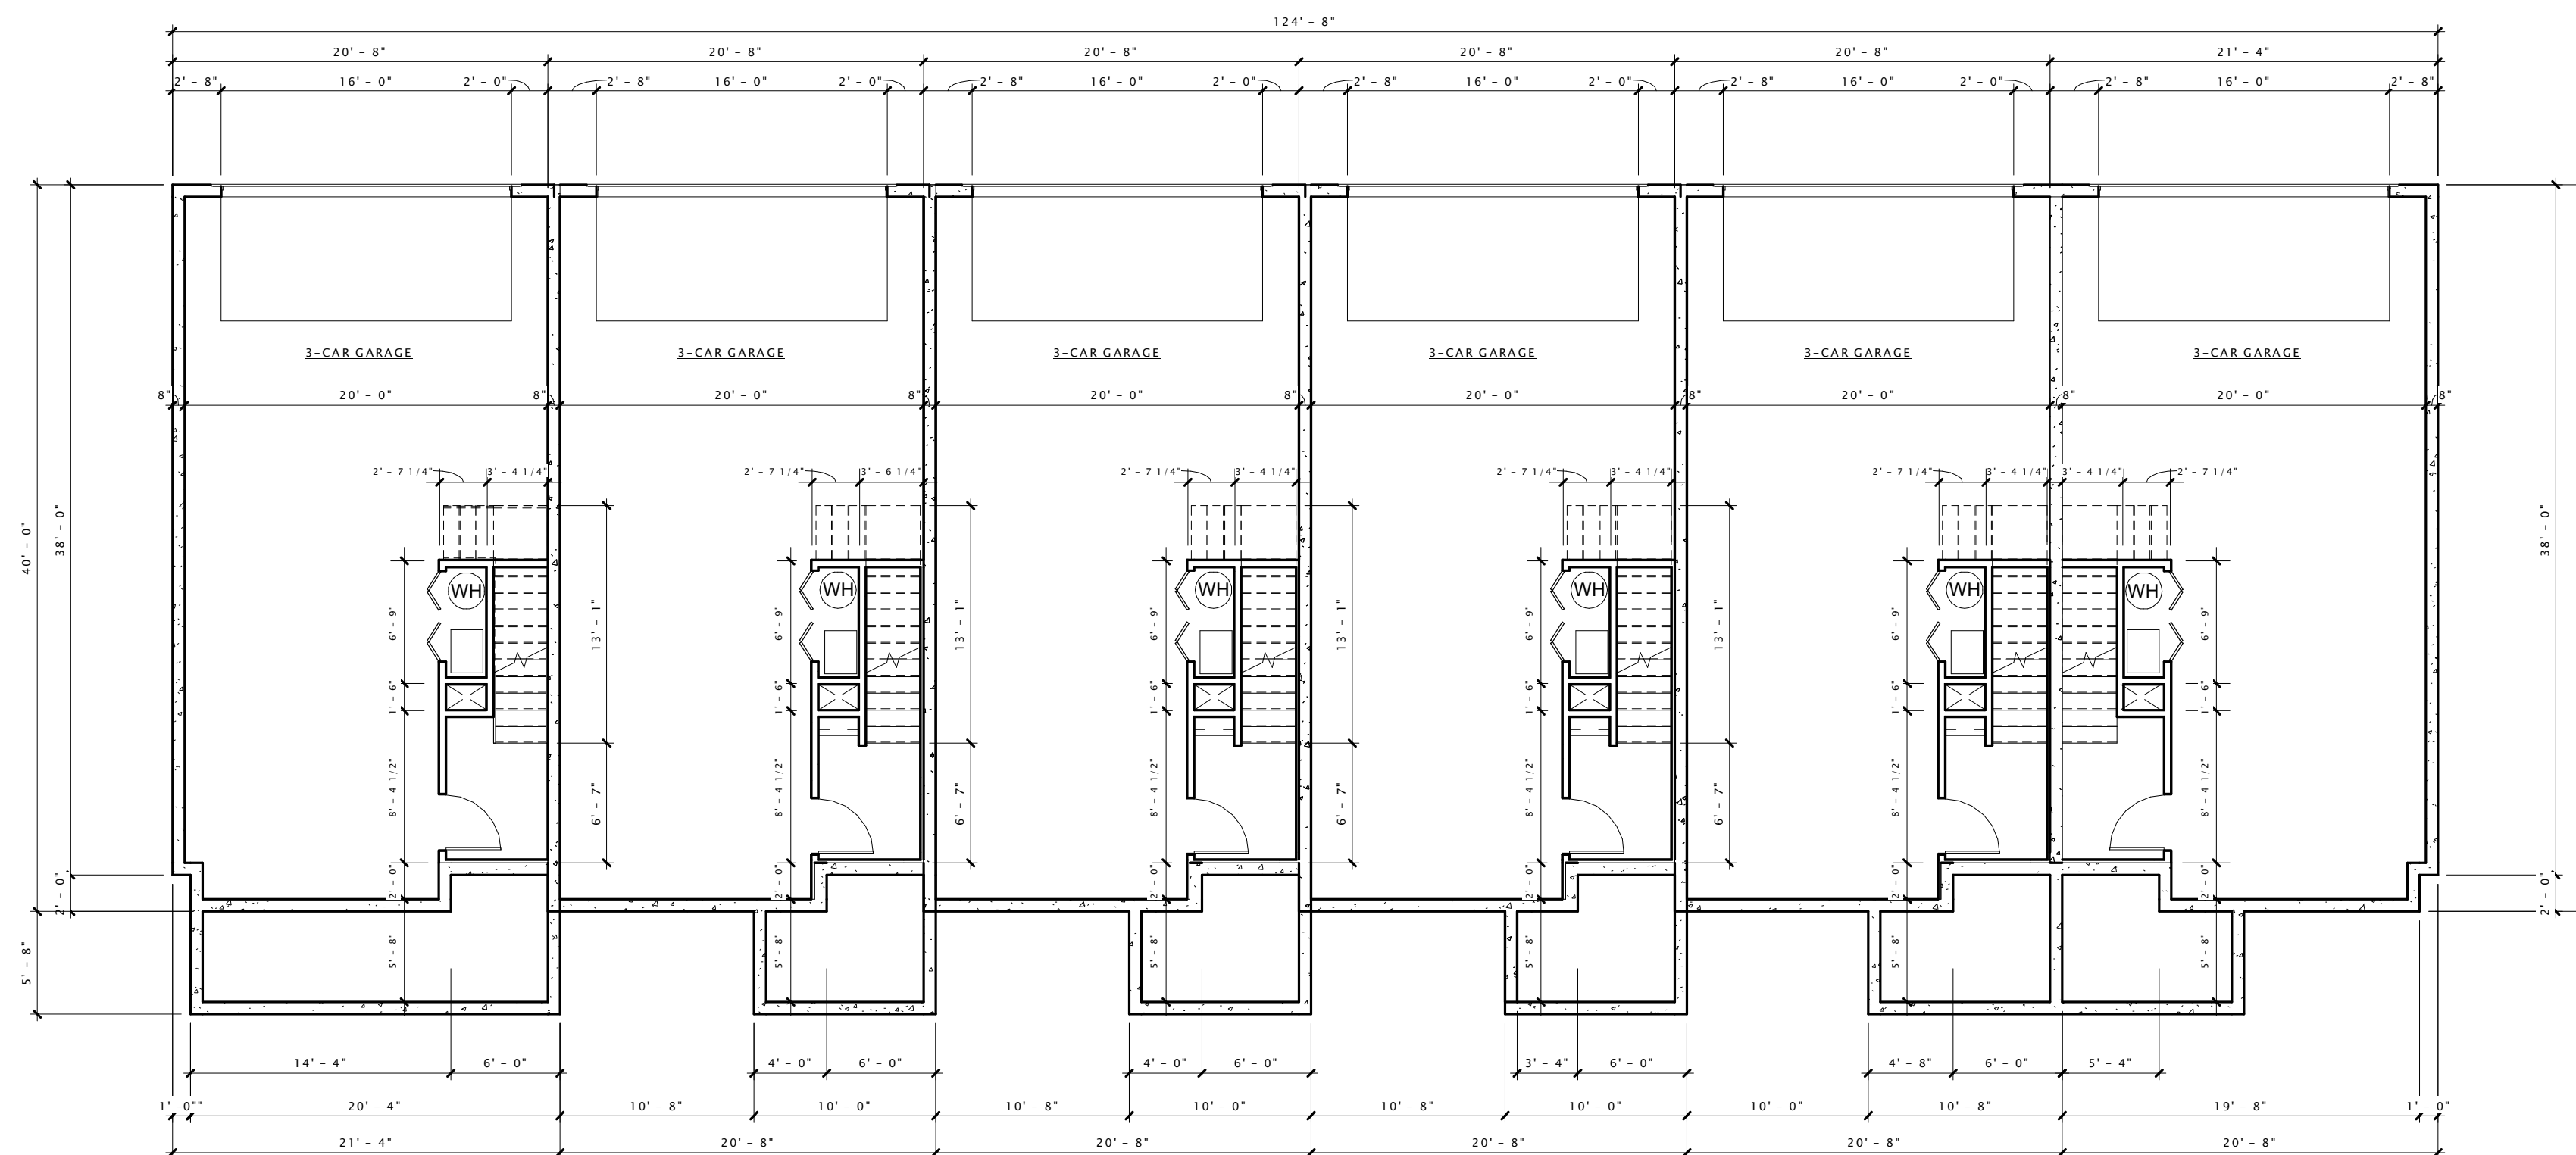 124' – 8"
20' – 8" 20' – 8" 20' – 8" 20' – 8" 20' – 8" 21' – 4"
2' – 8" 16' – 0" 2' – 0" 2' – 8" 16' – 0" 2' – 0" 2' – 8" 16' – 0" 2' – 0" 2' – 8" 16' – 0" 2' – 0" 2' – 8" 16' – 0" 2' – 0" 2' – 8" 16' – 0" 2' – 8"
3–CAR GARAGE 3–CAR GARAGE 3–CAR GARAGE 3–CAR GARAGE 3–CAR GARAGE 3–CAR GARAGE
8" 20' – 0" 8" 20' – 0" 8" 20' – 0" 8" 20' – 0" 8" 20' – 0" 8" 20' – 0" 8"
2' – 7 1/4" 3' – 4 1/4" 2' – 7 1/4" 3' – 6 1/4" 2' – 7 1/4" 3' – 4 1/4" 2' – 7 1/4" 3' – 4 1/4" 2' – 7 1/4" 3' – 4 1/4" 3' – 4 1/4" 2' – 7 1/4"
40' – 0" 38' – 0" 38' – 0"
WH WH WH WH WH WH
6' – 9" 13' – 1" 6' – 9" 13' – 1" 6' – 9" 13' – 1" 6' – 9" 13' – 1" 6' – 9" 6' – 9"
1' – 6" 1' – 6" 1' – 6" 1' – 6" 1' – 6" 1' – 6"
8' – 4 1/2" 6' – 7" 8' – 4 1/2" 6' – 7" 8' – 4 1/2" 6' – 7" 8' – 4 1/2" 6' – 7" 8' – 4 1/2" 8' – 4 1/2"
2' – 0" 2' – 0" 2' – 0" 2' – 0" 2' – 0" 2' – 0" 2' – 0" 2' – 0"
5' – 8" 5' – 8" 5' – 8" 5' – 8" 5' – 8" 5' – 8" 5' – 8"
14' – 4" 6' – 0" 4' – 0" 6' – 0" 4' – 0" 6' – 0" 3' – 4" 6' – 0" 4' – 8" 6' – 0" 5' – 4"
1' –0"" 20' – 4" 10' – 8" 10' – 0" 10' – 8" 10' – 0" 10' – 8" 10' – 0" 10' – 0" 10' – 8" 19' – 8" 1' – 0"
21' – 4" 20' – 8" 20' – 8" 20' – 8" 20' – 8" 20' – 8"